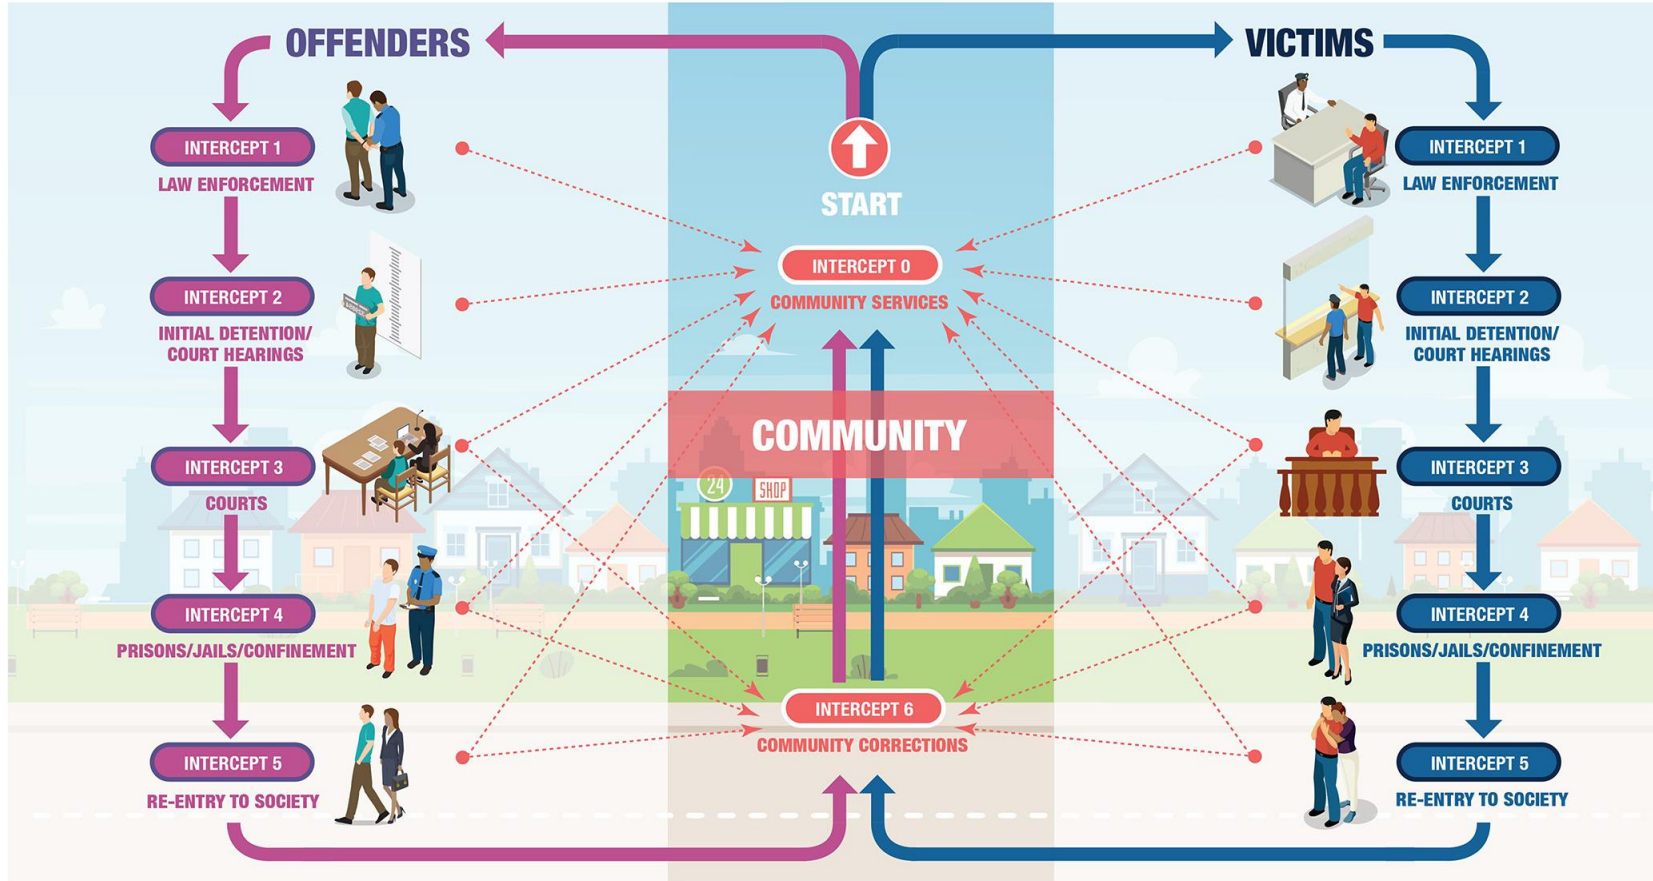 OFFENDERS
INTERCEPT 1
LAW ENFORCEMENT
INTERCEPT 2
INITIAL DETENTION/
COURT HEARINGS
INTERCEPT 3
COURTS
INTERCEPT 4
PRISONS/JAILS/CONFINEMENT
INTERCEPT 5
RE-ENTRY TO SOCIETY
START
INTERCEPT 0
COMMUNITY SERVICES
COMMUNITY
24
SHOP
INTERCEPT 6
COMMUNITY CORRECTIONS
VICTIMS
INTERCEPT 1
LAW ENFORCEMENT
INTERCEPT 2
INITIAL DETENTION/
COURT HEARINGS
INTERCEPT 3
COURTS
INTERCEPT 4
PRISONS/JAILS/CONFINEMENT
INTERCEPT 5
RE-ENTRY TO SOCIETY